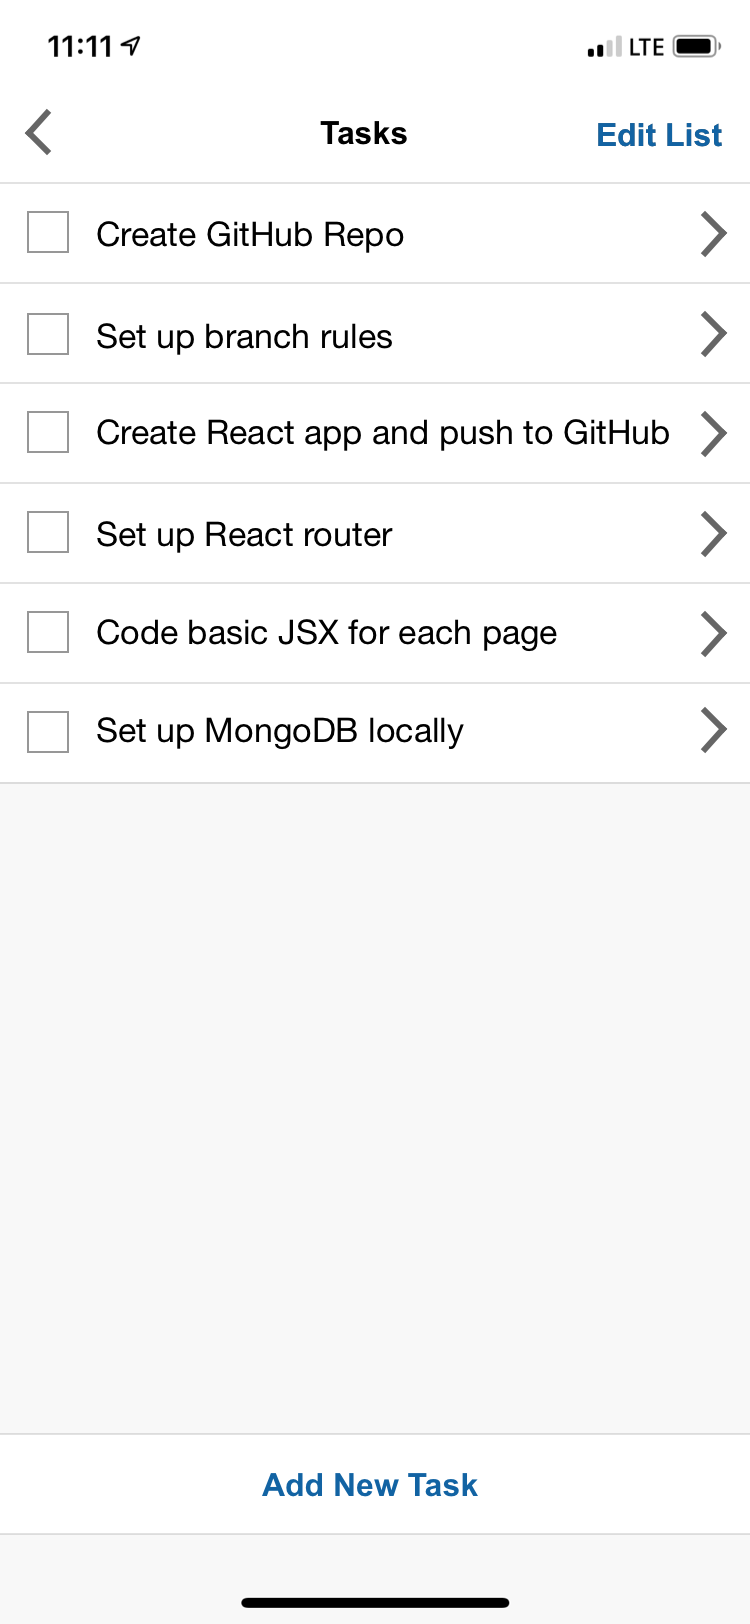 11:11 LTE
Tasks Edit List
Create GitHub Repo
Set up branch rules
Create React app and push to GitHub
Set up React router
Code basic JSX for each page
Set up MongoDB locally
Add New Task